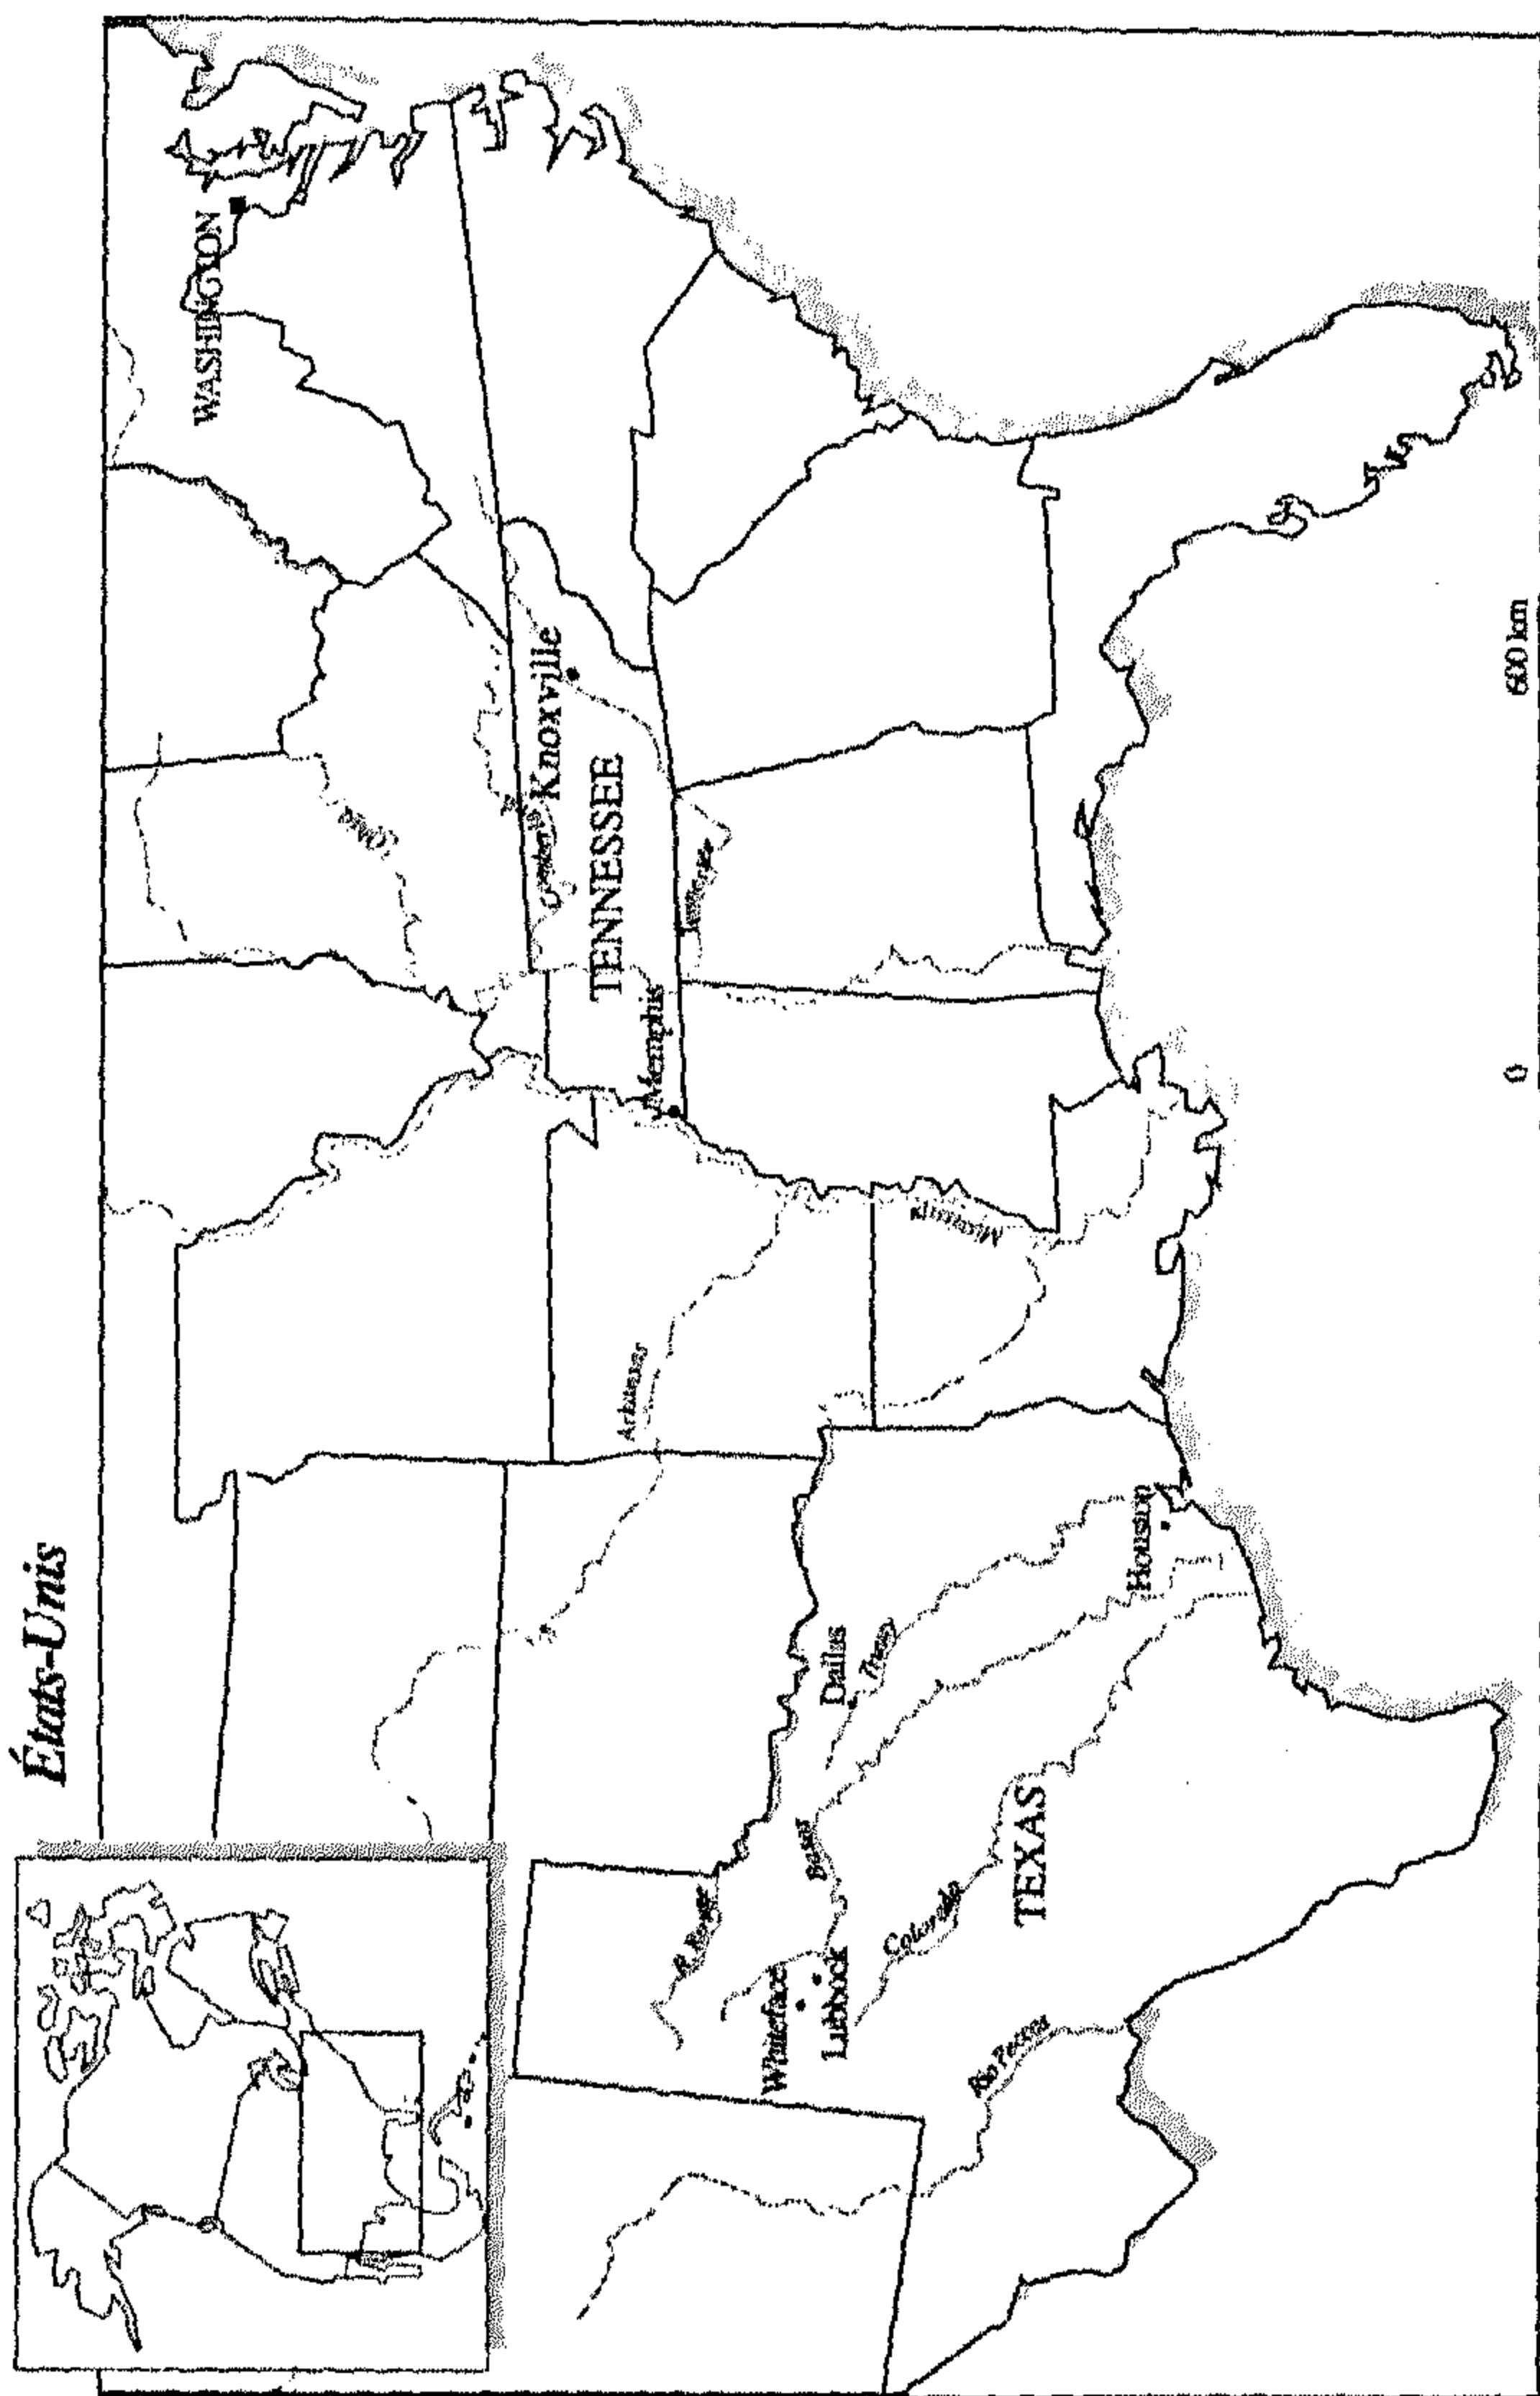 États-Unis
WASHINGTON
Ohio
Knoxville
Cumberland
TENNESSEE
Tennessee
Memphis
Mississippi
Arkansas
Dallas
Trinity
Houston
Brazos
R. Rouge
Whiteface
Lubbock
Colorado
TEXAS
Rio Pecos
0
600 km